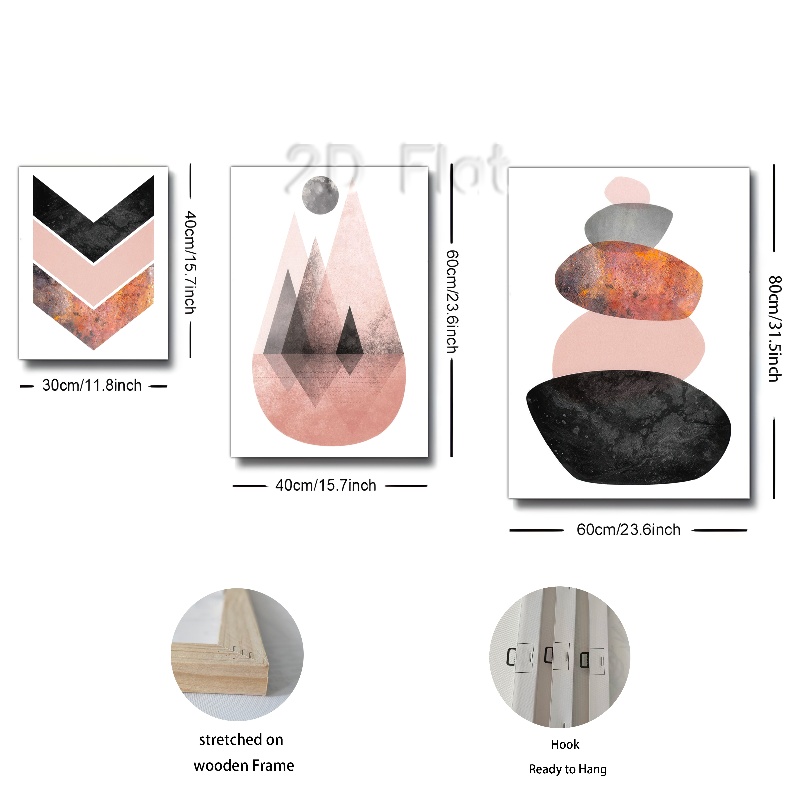 2D Flat
40cm/15.7inch
30cm/11.8inch
60cm/23.6inch
40cm/15.7inch
80cm/31.5inch
60cm/23.6inch
stretched on
wooden Frame
Hook
Ready to Hang